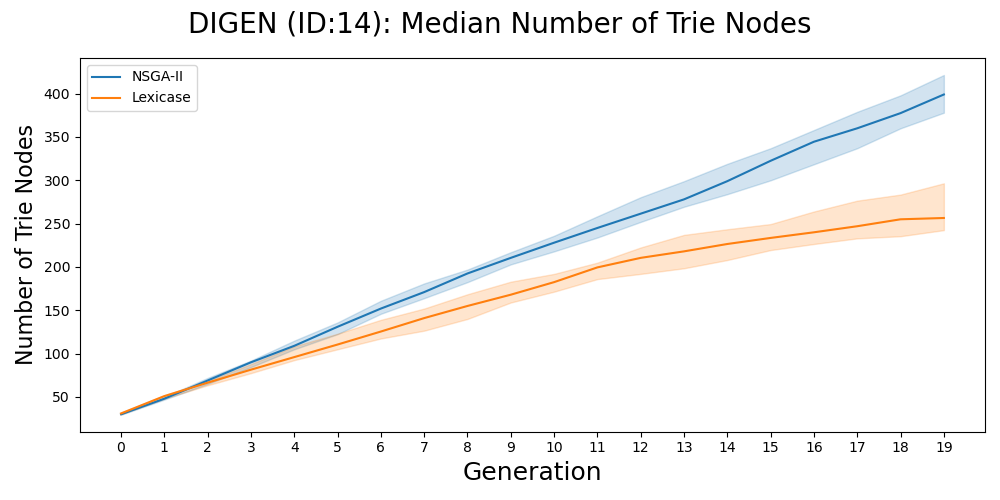 DIGEN (ID:14): Median Number of Trie Nodes
NSGA-II
Lexicase
Number of Trie Nodes
400
350
300
250
200
150
100
50
0 1 2 3 4 5 6 7 8 9 10 11 12 13 14 15 16 17 18 19
Generation